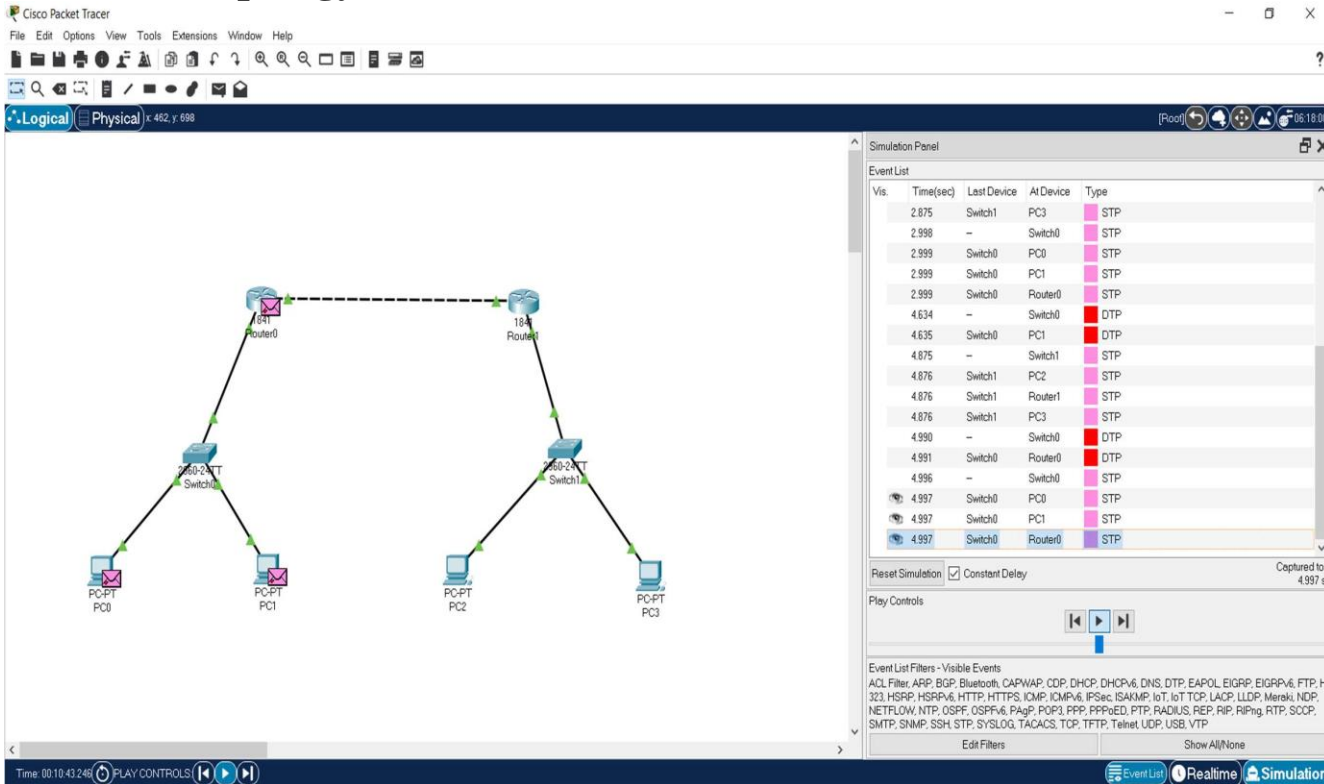 Cisco Packet Tracer
File Edit Options View Tools Extensions Window Help
?
Logical Physical x: 462, y: 698
[Root] 06:18:00
Simulation Panel
Event List
Vis. Time(sec) Last Device At Device Type
2.875 Switch1 PC3 STP
2.998 -- Switch0 STP
2.999 Switch0 PC0 STP
2.999 Switch0 PC1 STP
2.999 Switch0 Router0 STP
4.634 -- Switch0 DTP
4.635 Switch0 PC1 DTP
4.875 -- Switch1 STP
4.876 Switch1 PC2 STP
4.876 Switch1 Router1 STP
4.876 Switch1 PC3 STP
4.990 -- Switch0 DTP
4.991 Switch0 Router0 DTP
4.996 -- Switch0 STP
4.997 Switch0 PC0 STP
4.997 Switch0 PC1 STP
4.997 Switch0 Router0 STP
Reset Simulation Constant Delay
Captured to
4.997 s
Play Controls
Event List Filters - Visible Events
ACL Filter, ARP, BGP, Bluetooth, CAPWAP, CDP, DHCP, DHCPv6, DNS, DTP, EAPOL, EIGRP, EIGRPv6, FTP, H
323, HSRP, HSRPv6, HTTP, HTTPS, ICMP, ICMPv6, IPSec, ISAKMP, IoT, IoT TCP, LACP, LLDP, Meraki, NDP,
NETFLOW, NTP, OSPF, OSPFv6, PAgP, POP3, PPP, PPPoED, PTP, RADIUS, REP, RIP, RIPng, RTP, SCCP,
SMTP, SNMP, SSH, STP, SYSLOG, TACACS, TCP, TFTP, Telnet, UDP, USB, VTP
Edit Filters
Show All/None
1841
Router0
1841
Router1
2960-24TT
Switch0
2960-24TT
Switch1
PC-PT
PC0
PC-PT
PC1
PC-PT
PC2
PC-PT
PC3
Time: 00:10:43.246 PLAY CONTROLS:
Event List Realtime Simulation